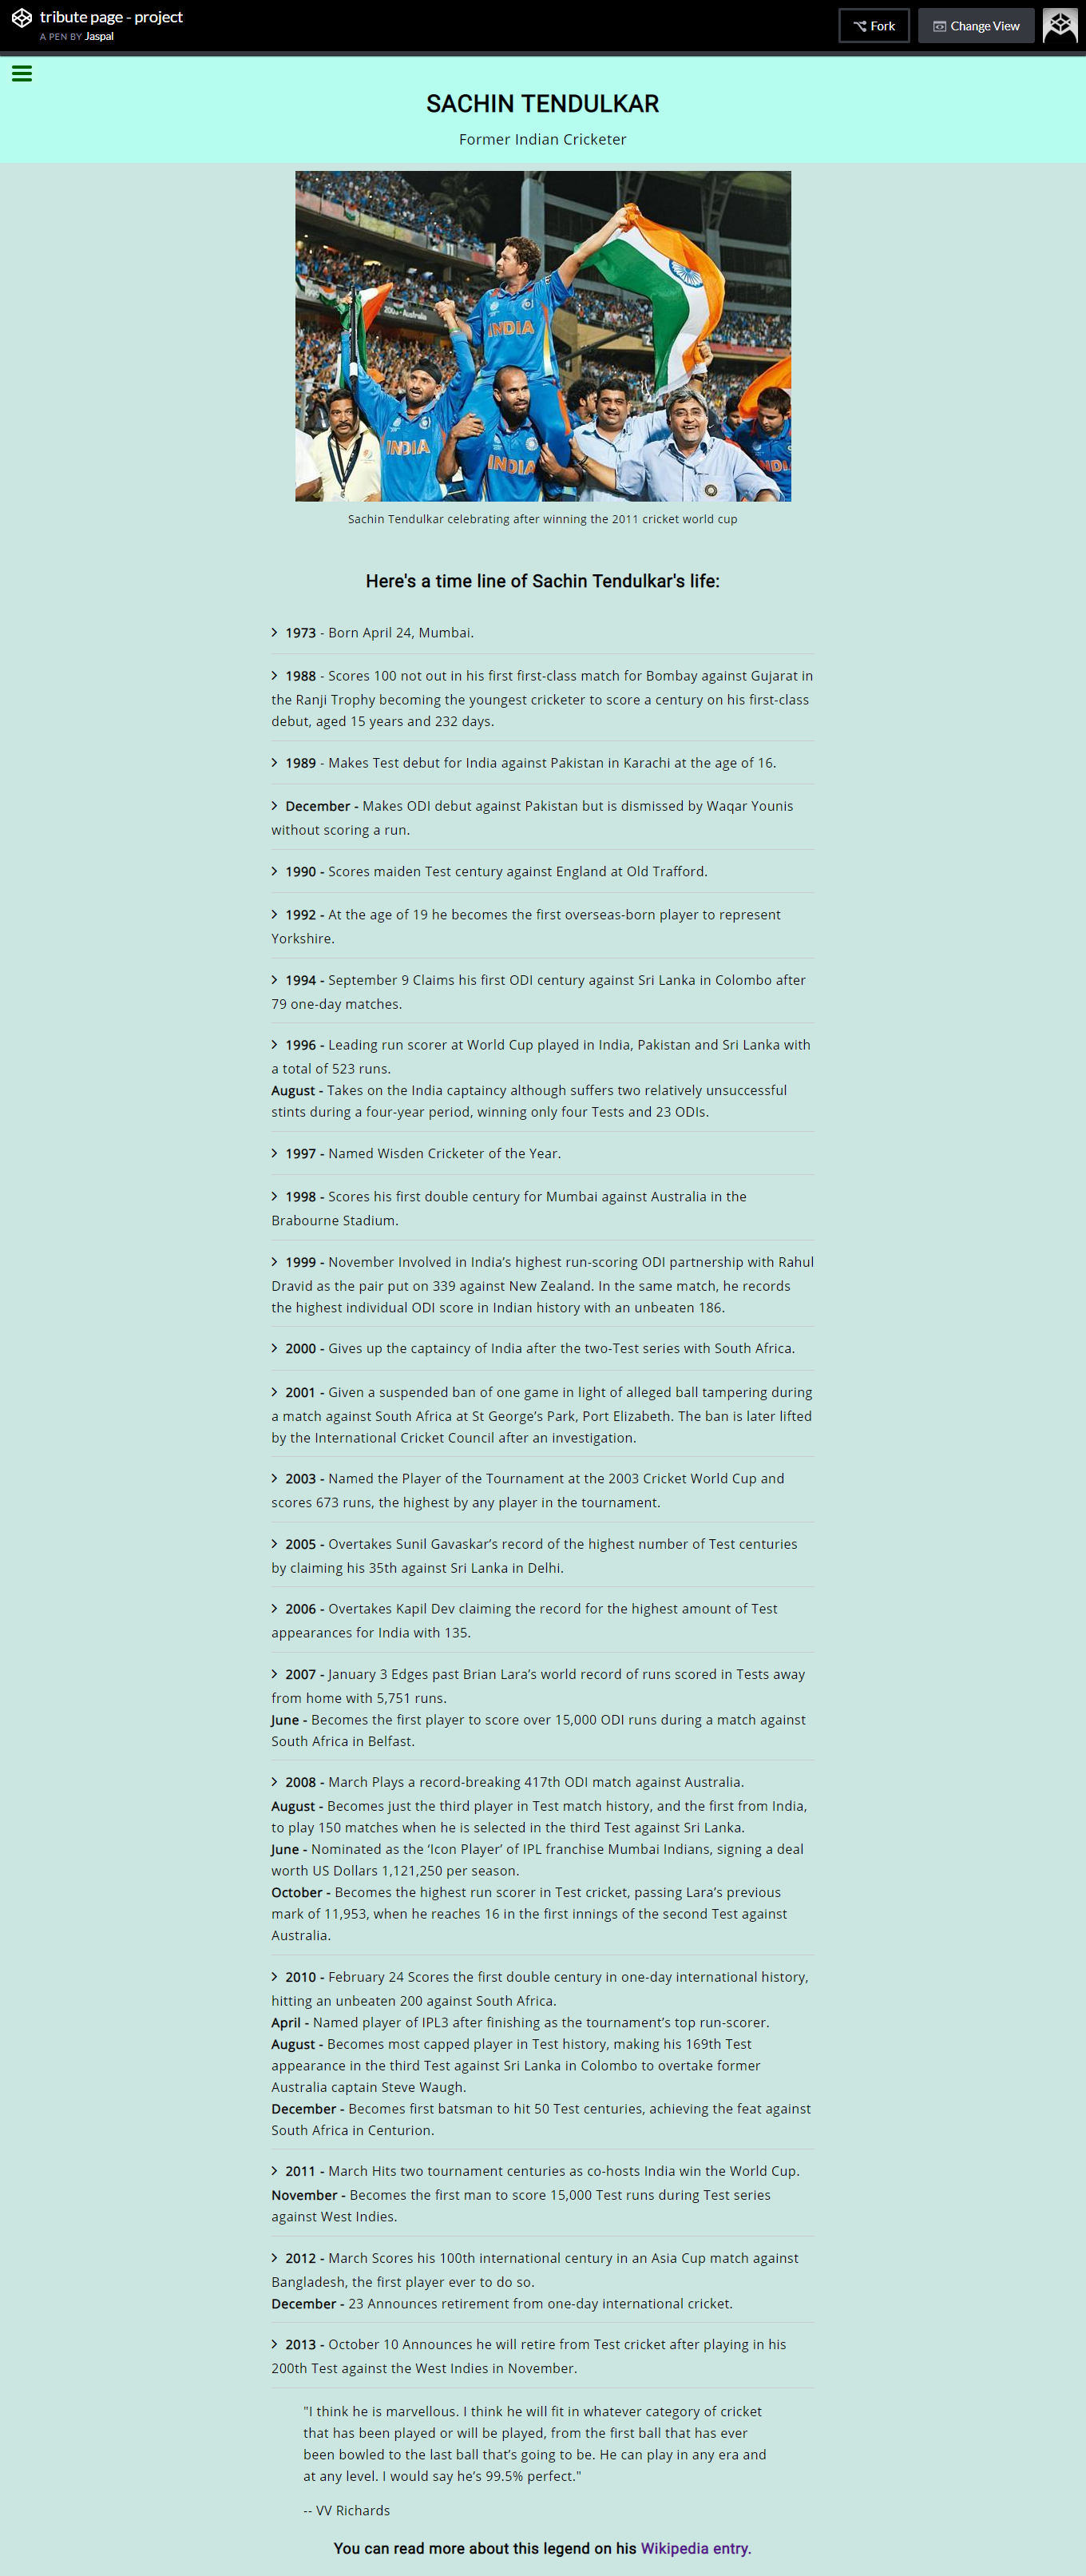 tribute page - project
A PEN BY Jaspal
Fork
Change View
SACHIN TENDULKAR
Former Indian Cricketer
200 - Australia
INDIA
INDIA
INDIA
INDI
Sachin Tendulkar celebrating after winning the 2011 cricket world cup
Here's a time line of Sachin Tendulkar's life:
1973 - Born April 24, Mumbai.
1988 - Scores 100 not out in his first first-class match for Bombay against Gujarat in
the Ranji Trophy becoming the youngest cricketer to score a century on his first-class
debut, aged 15 years and 232 days.
1989 - Makes Test debut for India against Pakistan in Karachi at the age of 16.
December - Makes ODI debut against Pakistan but is dismissed by Waqar Younis
without scoring a run.
1990 - Scores maiden Test century against England at Old Trafford.
1992 - At the age of 19 he becomes the first overseas-born player to represent
Yorkshire.
1994 - September 9 Claims his first ODI century against Sri Lanka in Colombo after
79 one-day matches.
1996 - Leading run scorer at World Cup played in India, Pakistan and Sri Lanka with
a total of 523 runs.
August - Takes on the India captaincy although suffers two relatively unsuccessful
stints during a four-year period, winning only four Tests and 23 ODIs.
1997 - Named Wisden Cricketer of the Year.
1998 - Scores his first double century for Mumbai against Australia in the
Brabourne Stadium.
1999 - November Involved in India’s highest run-scoring ODI partnership with Rahul
Dravid as the pair put on 339 against New Zealand. In the same match, he records
the highest individual ODI score in Indian history with an unbeaten 186.
2000 - Gives up the captaincy of India after the two-Test series with South Africa.
2001 - Given a suspended ban of one game in light of alleged ball tampering during
a match against South Africa at St George’s Park, Port Elizabeth. The ban is later lifted
by the International Cricket Council after an investigation.
2003 - Named the Player of the Tournament at the 2003 Cricket World Cup and
scores 673 runs, the highest by any player in the tournament.
2005 - Overtakes Sunil Gavaskar’s record of the highest number of Test centuries
by claiming his 35th against Sri Lanka in Delhi.
2006 - Overtakes Kapil Dev claiming the record for the highest amount of Test
appearances for India with 135.
2007 - January 3 Edges past Brian Lara’s world record of runs scored in Tests away
from home with 5,751 runs.
June - Becomes the first player to score over 15,000 ODI runs during a match against
South Africa in Belfast.
2008 - March Plays a record-breaking 417th ODI match against Australia.
August - Becomes just the third player in Test match history, and the first from India,
to play 150 matches when he is selected in the third Test against Sri Lanka.
June - Nominated as the ‘Icon Player’ of IPL franchise Mumbai Indians, signing a deal
worth US Dollars 1,121,250 per season.
October - Becomes the highest run scorer in Test cricket, passing Lara’s previous
mark of 11,953, when he reaches 16 in the first innings of the second Test against
Australia.
2010 - February 24 Scores the first double century in one-day international history,
hitting an unbeaten 200 against South Africa.
April - Named player of IPL3 after finishing as the tournament’s top run-scorer.
August - Becomes most capped player in Test history, making his 169th Test
appearance in the third Test against Sri Lanka in Colombo to overtake former
Australia captain Steve Waugh.
December - Becomes first batsman to hit 50 Test centuries, achieving the feat against
South Africa in Centurion.
2011 - March Hits two tournament centuries as co-hosts India win the World Cup.
November - Becomes the first man to score 15,000 Test runs during Test series
against West Indies.
2012 - March Scores his 100th international century in an Asia Cup match against
Bangladesh, the first player ever to do so.
December - 23 Announces retirement from one-day international cricket.
2013 - October 10 Announces he will retire from Test cricket after playing in his
200th Test against the West Indies in November.
"I think he is marvellous. I think he will fit in whatever category of cricket
that has been played or will be played, from the first ball that has ever
been bowled to the last ball that’s going to be. He can play in any era and
at any level. I would say he’s 99.5% perfect."
-- VV Richards
You can read more about this legend on his Wikipedia entry.